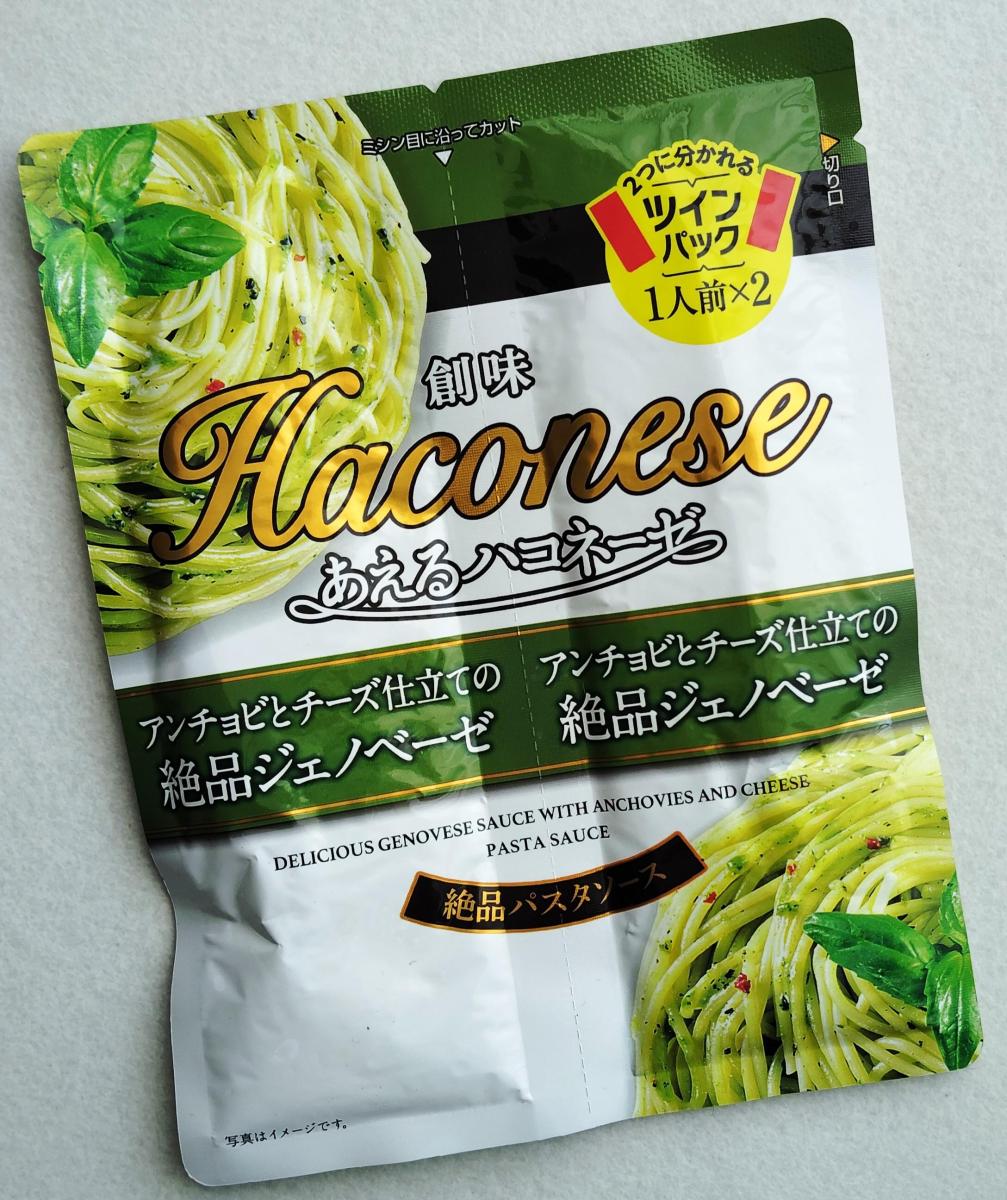 ミシン目に沿ってカット
切り口
2つに分かれる
ツイン
パック
1人前×2
創味
Haconese
あえるハコネーゼ
アンチョビとチーズ仕立ての
絶品ジェノベーゼ
アンチョビとチーズ仕立ての
絶品ジェノベーゼ
DELICIOUS GENOVESE SAUCE WITH ANCHOVIES AND CHEESE
PASTA SAUCE
絶品パスタソース
写真はイメージです。